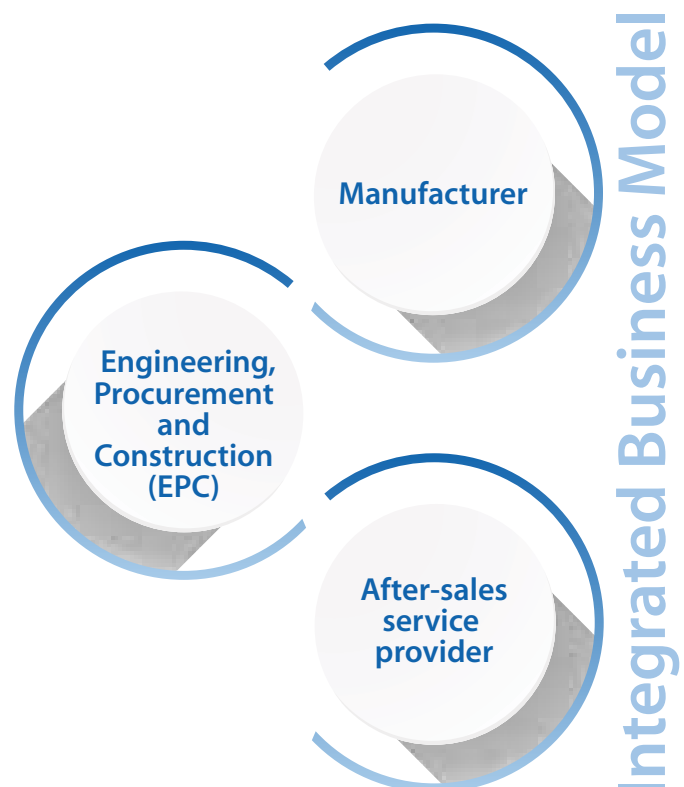 Manufacturer
Engineering,
Procurement
and
Construction
(EPC)
After-sales
service
provider
Integrated Business Model